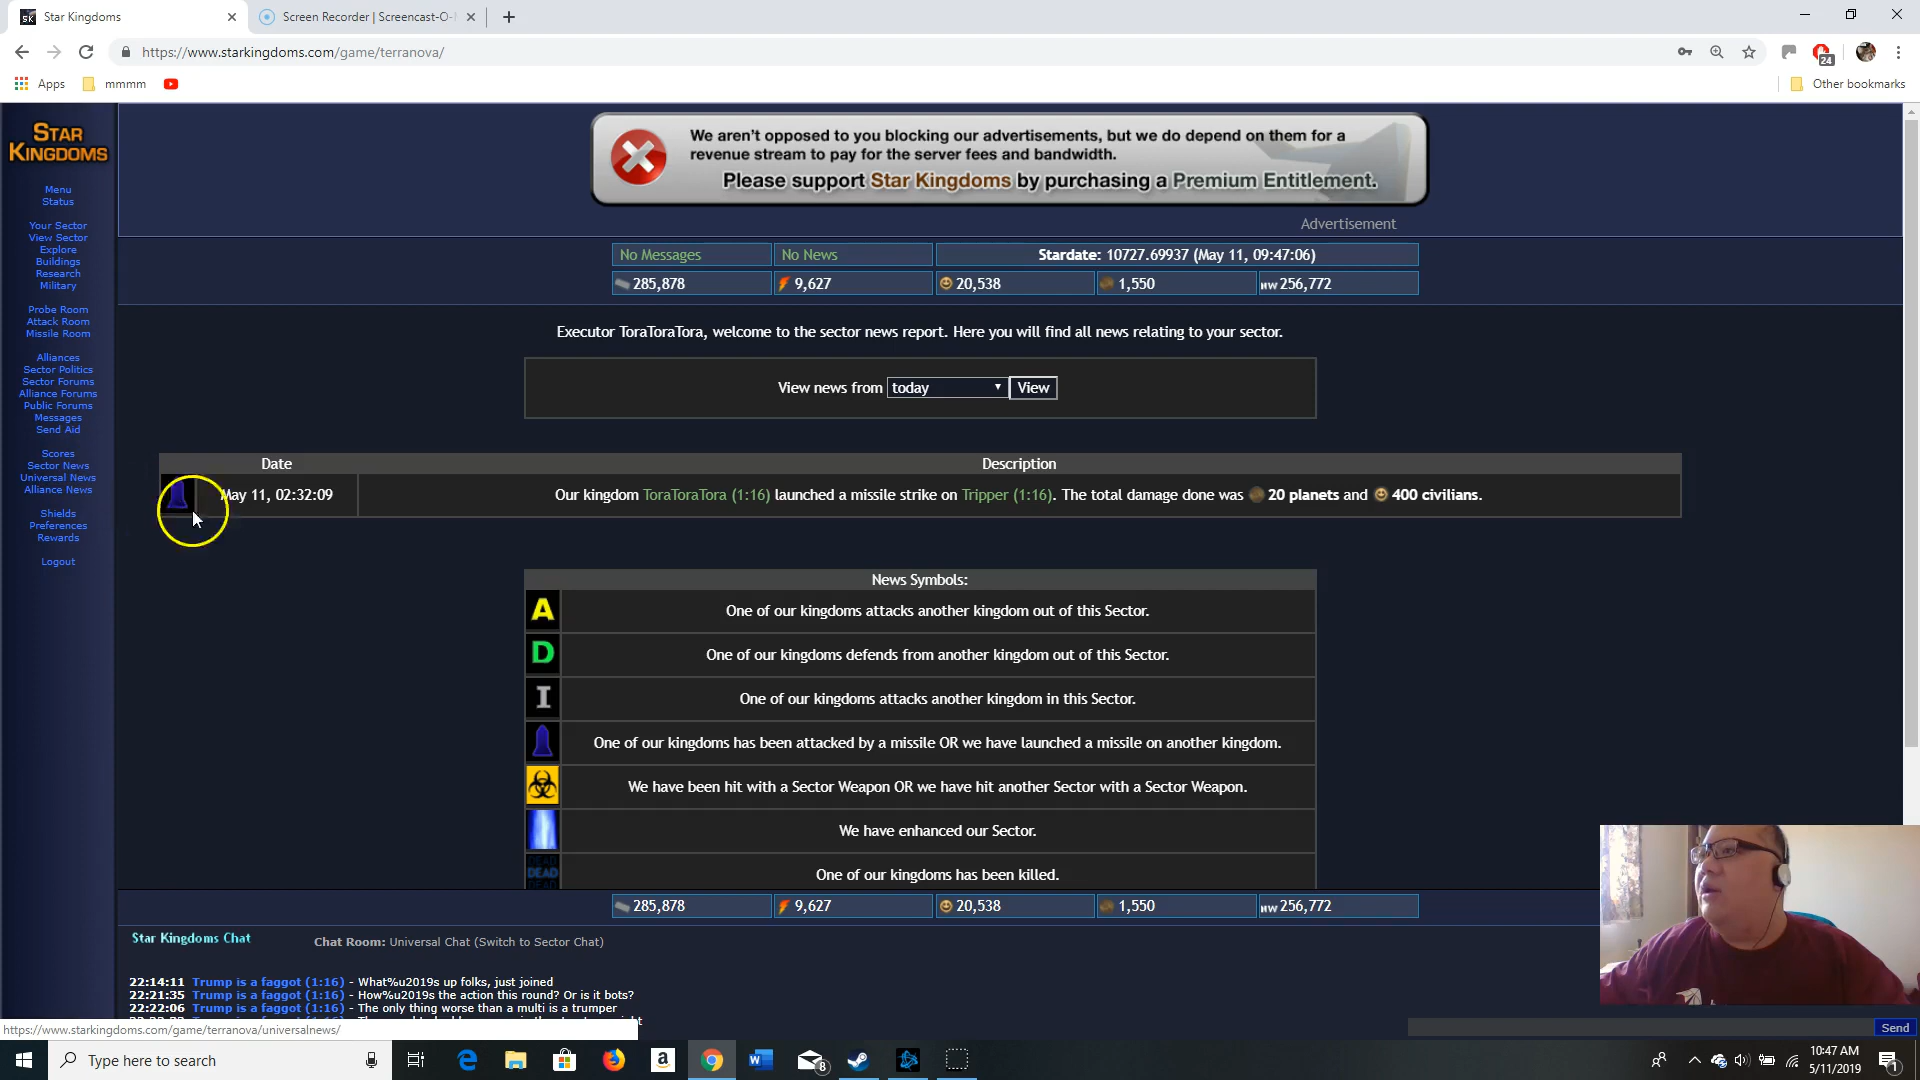 Star Kingdoms
Screen Recorder | Screencast-O-
https://www.starkingdoms.com/game/terranova/
24
Apps
mmmm
Other bookmarks
STAR
KINGDOMS
Menu
Status
Your Sector
View Sector
Explore
Buildings
Research
Military
Probe Room
Attack Room
Missile Room
Alliances
Sector Politics
Sector Forums
Alliance Forums
Public Forums
Messages
Send Aid
Scores
Sector News
Universal News
Alliance News
Shields
Preferences
Rewards
Logout
We aren't opposed to you blocking our advertisements, but we do depend on them for a
revenue stream to pay for the server fees and bandwidth.
Please support Star Kingdoms by purchasing a Premium Entitlement.
Advertisement
No Messages No News Stardate: 10727.69937 (May 11, 09:47:06)
285,878 9,627 20,538 1,550 NW 256,772
Executor ToraToraTora, welcome to the sector news report. Here you will find all news relating to your sector.
View news from today View
Date Description
May 11, 02:32:09 Our kingdom ToraToraTora (1:16) launched a missile strike on Tripper (1:16). The total damage done was 20 planets and 400 civilians.
News Symbols:
A One of our kingdoms attacks another kingdom out of this Sector.
D One of our kingdoms defends from another kingdom out of this Sector.
I One of our kingdoms attacks another kingdom in this Sector.
One of our kingdoms has been attacked by a missile OR we have launched a missile on another kingdom.
We have been hit with a Sector Weapon OR we have hit another Sector with a Sector Weapon.
We have enhanced our Sector.
DEAD One of our kingdoms has been killed.
285,878 9,627 20,538 1,550 NW 256,772
Star Kingdoms Chat Chat Room: Universal Chat (Switch to Sector Chat)
22:14:11 Trump is a faggot (1:16) - What%u2019s up folks, just joined
22:21:35 Trump is a faggot (1:16) - How%u2019s the action this round? Or is it bots?
22:22:06 Trump is a faggot (1:16) - The only thing worse than a multi is a trumper
https://www.starkingdoms.com/game/terranova/universalnews/
Send
Type here to search
8
10:47 AM
5/11/2019
1